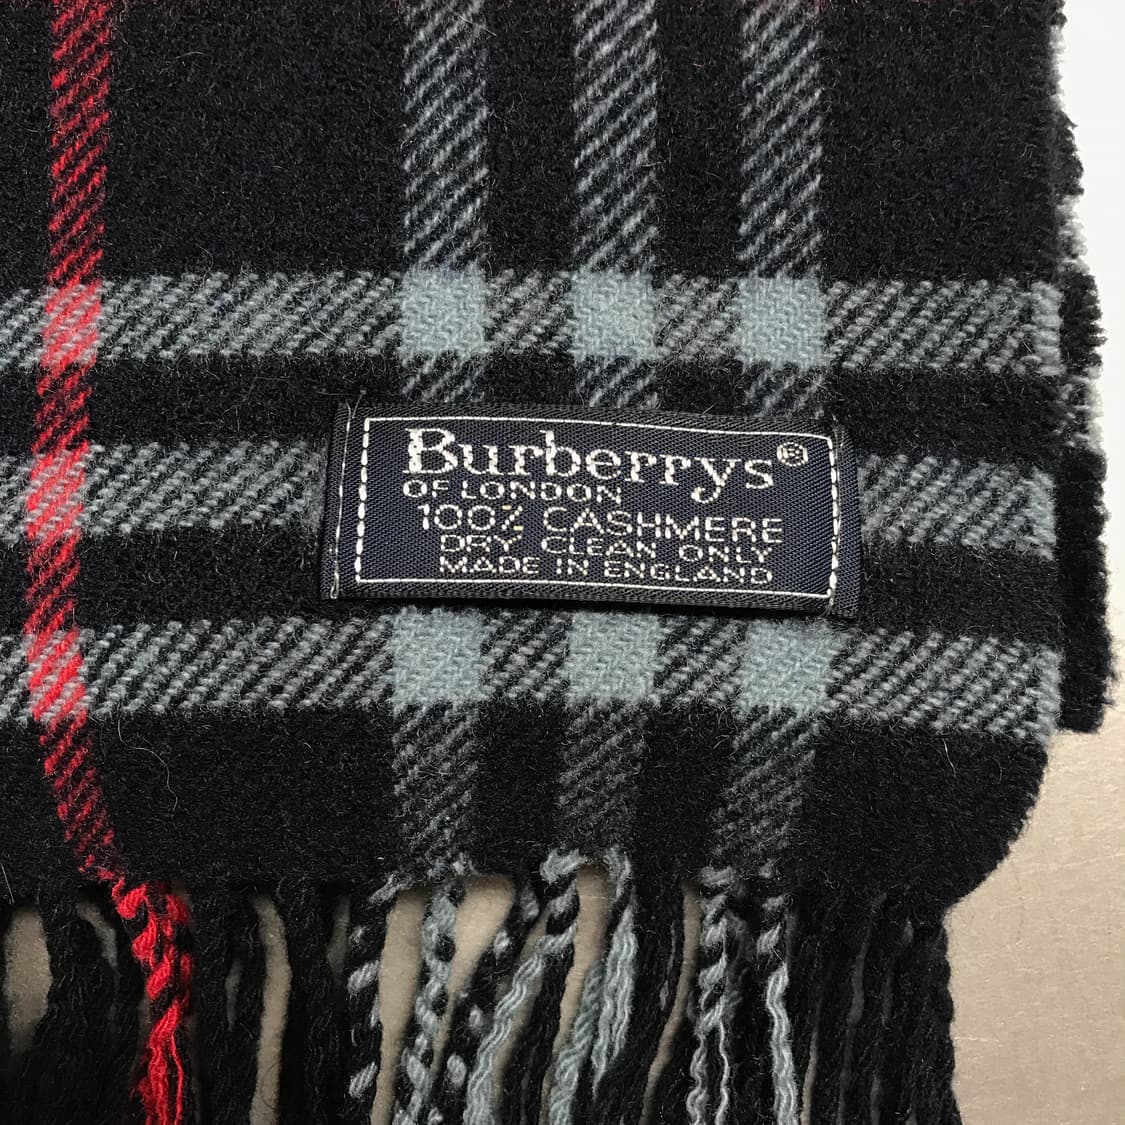 Burberrys®
OF LONDON
100% CASHMERE
DRY CLEAN ONLY
MADE IN ENGLAND